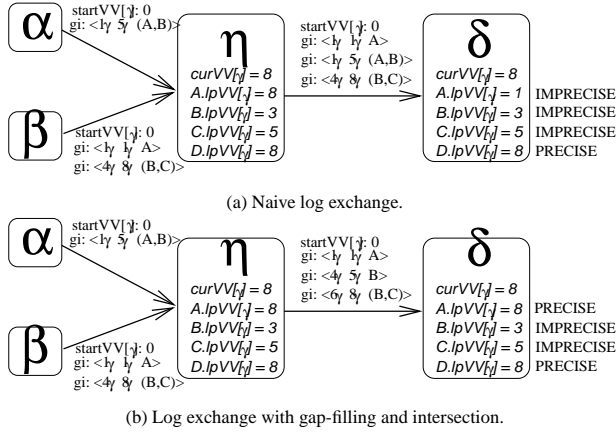 α
startVV[γ]: 0
gi: <1γ 5γ (A,B)>
β
startVV[γ]: 0
gi: <1γ 1γ A>
gi: <4γ 8γ (B,C)>
η
curVV[γ] = 8
A.lpVV[γ] = 8
B.lpVV[γ] = 3
C.lpVV[γ] = 5
D.lpVV[γ] = 8
startVV[γ]: 0
gi: <1γ 1γ A>
gi: <1γ 5γ (A,B)>
gi: <4γ 8γ (B,C)>
δ
curVV[γ] = 8
A.lpVV[γ] = 1 IMPRECISE
B.lpVV[γ] = 3 IMPRECISE
C.lpVV[γ] = 5 IMPRECISE
D.lpVV[γ] = 8 PRECISE
(a) Naive log exchange.
α
startVV[γ]: 0
gi: <1γ 5γ (A,B)>
β
startVV[γ]: 0
gi: <1γ 1γ A>
gi: <4γ 8γ (B,C)>
η
curVV[γ] = 8
A.lpVV[γ] = 8
B.lpVV[γ] = 3
C.lpVV[γ] = 5
D.lpVV[γ] = 8
startVV[γ]: 0
gi: <1γ 1γ A>
gi: <4γ 5γ B>
gi: <6γ 8γ (B,C)>
δ
curVV[γ] = 8
A.lpVV[γ] = 8 PRECISE
B.lpVV[γ] = 3 IMPRECISE
C.lpVV[γ] = 5 IMPRECISE
D.lpVV[γ] = 8 PRECISE
(b) Log exchange with gap-filling and intersection.